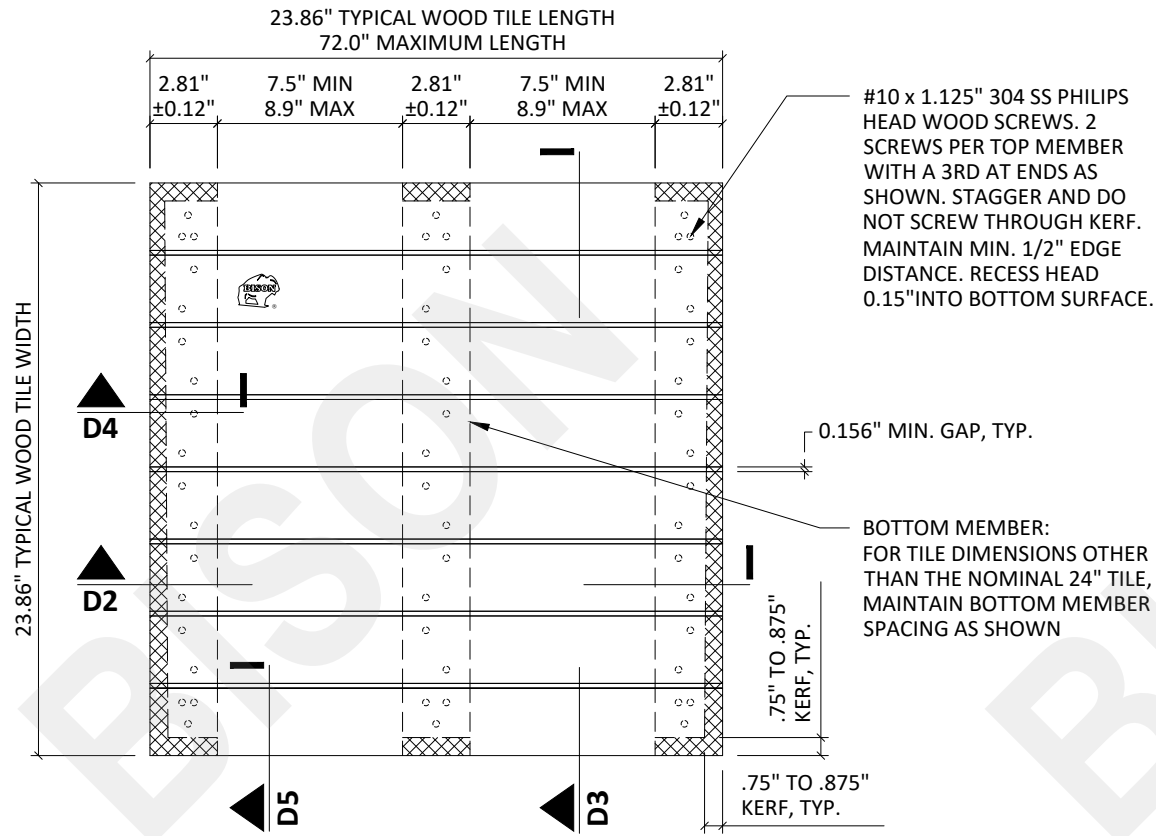 23.86" TYPICAL WOOD TILE LENGTH
72.0" MAXIMUM LENGTH
2.81"
±0.12"
7.5" MIN
8.9" MAX
2.81"
±0.12"
7.5" MIN
8.9" MAX
2.81"
±0.12"
#10 x 1.125" 304 SS PHILIPS
HEAD WOOD SCREWS. 2
SCREWS PER TOP MEMBER
WITH A 3RD AT ENDS AS
SHOWN. STAGGER AND DO
NOT SCREW THROUGH KERF.
MAINTAIN MIN. 1/2" EDGE
DISTANCE. RECESS HEAD
0.15"INTO BOTTOM SURFACE.
BISON
®
23.86" TYPICAL WOOD TILE WIDTH
D4
0.156" MIN. GAP, TYP.
BOTTOM MEMBER:
FOR TILE DIMENSIONS OTHER
THAN THE NOMINAL 24" TILE,
MAINTAIN BOTTOM MEMBER
SPACING AS SHOWN
D2
.75" TO .875"
KERF, TYP.
.75" TO .875"
KERF, TYP.
D5
D3
BISON